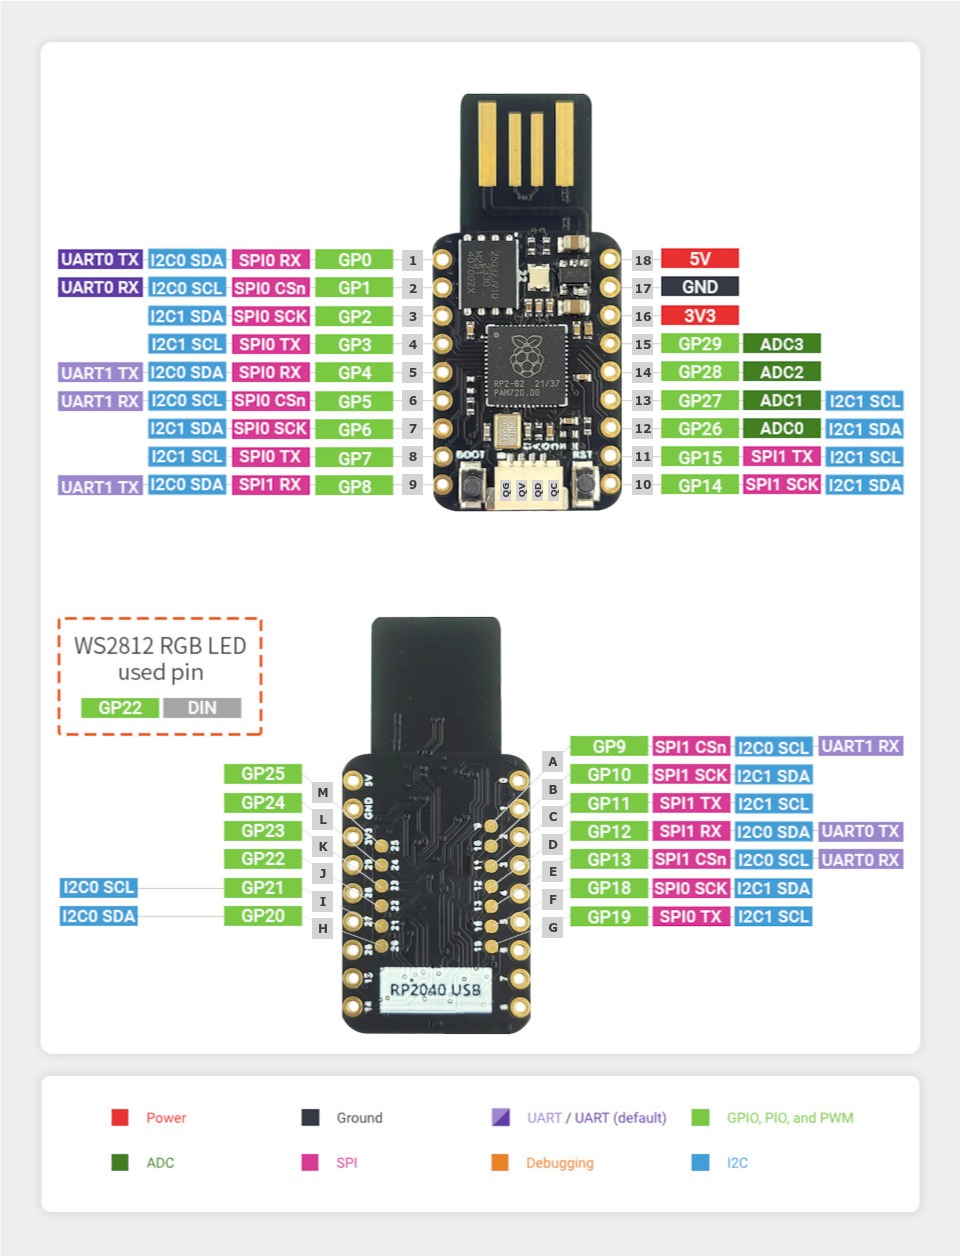 UART0 TX I2C0 SDA SPI0 RX GP0 1
UART0 RX I2C0 SCL SPI0 CSn GP1 2
I2C1 SDA SPI0 SCK GP2 3
I2C1 SCL SPI0 TX GP3 4
UART1 TX I2C0 SDA SPI0 RX GP4 5
UART1 RX I2C0 SCL SPI0 CSn GP5 6
I2C1 SDA SPI0 SCK GP6 7
I2C1 SCL SPI0 TX GP7 8
UART1 TX I2C0 SDA SPI1 RX GP8 9
RP2-B2 21/37
PAM720.00
BOOT
RST
QG QV QD QC
18 5V
17 GND
16 3V3
15 GP29 ADC3
14 GP28 ADC2
13 GP27 ADC1 I2C1 SCL
12 GP26 ADC0 I2C1 SDA
11 GP15 SPI1 TX I2C1 SCL
10 GP14 SPI1 SCK I2C1 SDA
WS2812 RGB LED
used pin
GP22 DIN
GP25 M
GP24 L
GP23 K
GP22 J
I2C0 SCL GP21 I
I2C0 SDA GP20 H
5V
GND
3V3
29
28
27
26
15
14
25
24
23
22
21
20
9
10
11
12
13
18
19
RP2040 USB
A GP9 SPI1 CSn I2C0 SCL UART1 RX
B GP10 SPI1 SCK I2C1 SDA
C GP11 SPI1 TX I2C1 SCL
D GP12 SPI1 RX I2C0 SDA UART0 TX
E GP13 SPI1 CSn I2C0 SCL UART0 RX
F GP18 SPI0 SCK I2C1 SDA
G GP19 SPI0 TX I2C1 SCL
Power
Ground
UART / UART (default)
GPIO, PIO, and PWM
ADC
SPI
Debugging
I2C